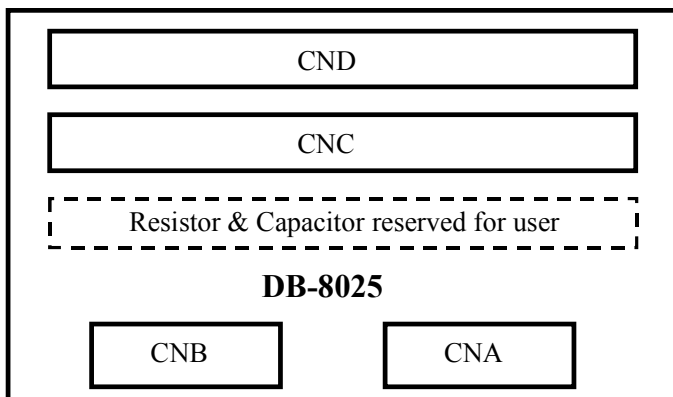 CND
CNC
Resistor & Capacitor reserved for user
DB-8025
CNB CNA